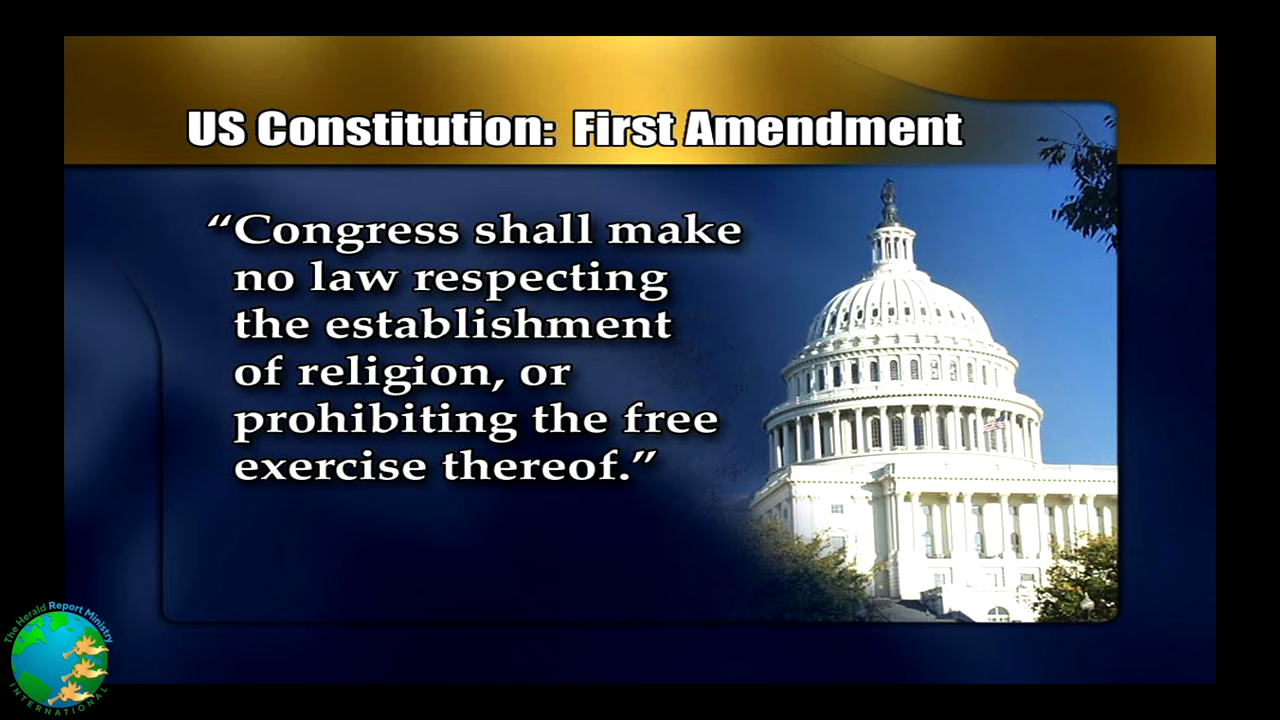 US Constitution: First Amendment
“Congress shall make
no law respecting
the establishment
of religion, or
prohibiting the free
exercise thereof.”
The Herald Report Ministry
INTERNATIONAL